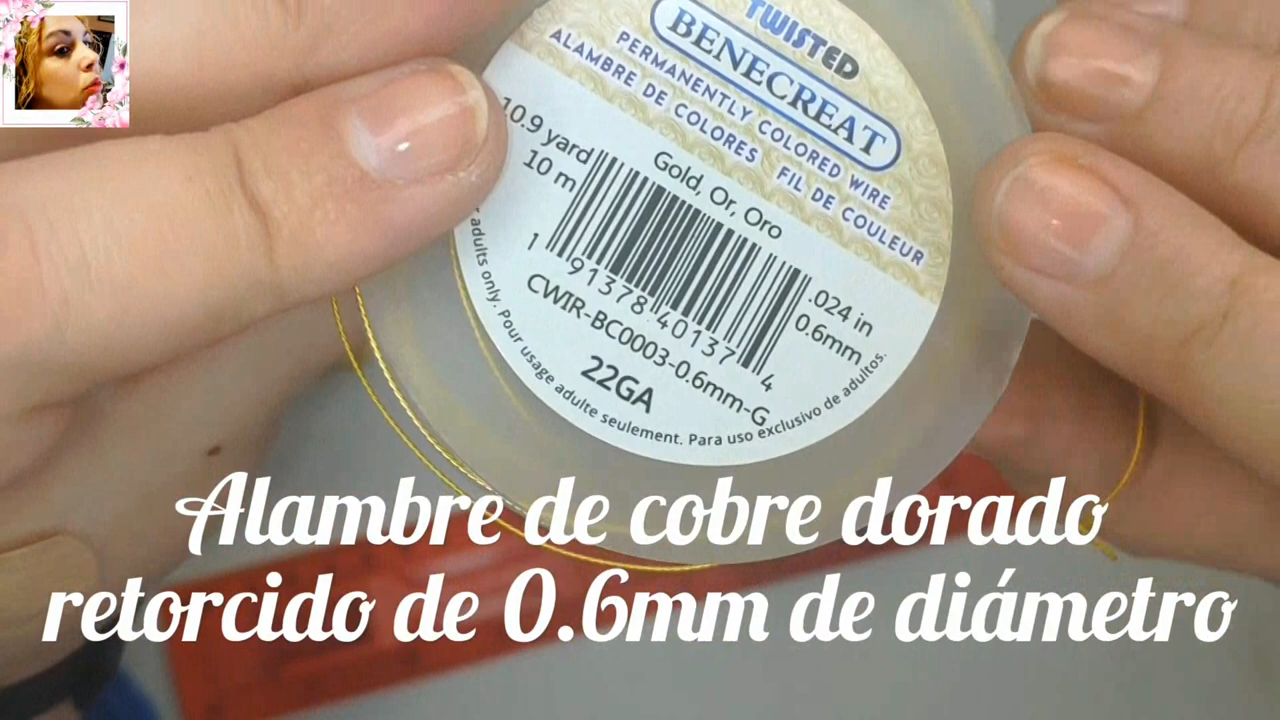 TWISTED
BENECREAT
PERMANENTLY COLORED WIRE
ALAMBRE DE COLORES FIL DE COULEUR
10.9 yard
10 m
Gold, Or, Oro
.024 in
0.6mm
1 91378 40137 4
CWIR-BC0003-0.6mm-G
22GA
adults only. Pour usage adulte seulement. Para uso exclusivo de adultos.
Alambre de cobre dorado
retorcido de 0.6mm de diámetro